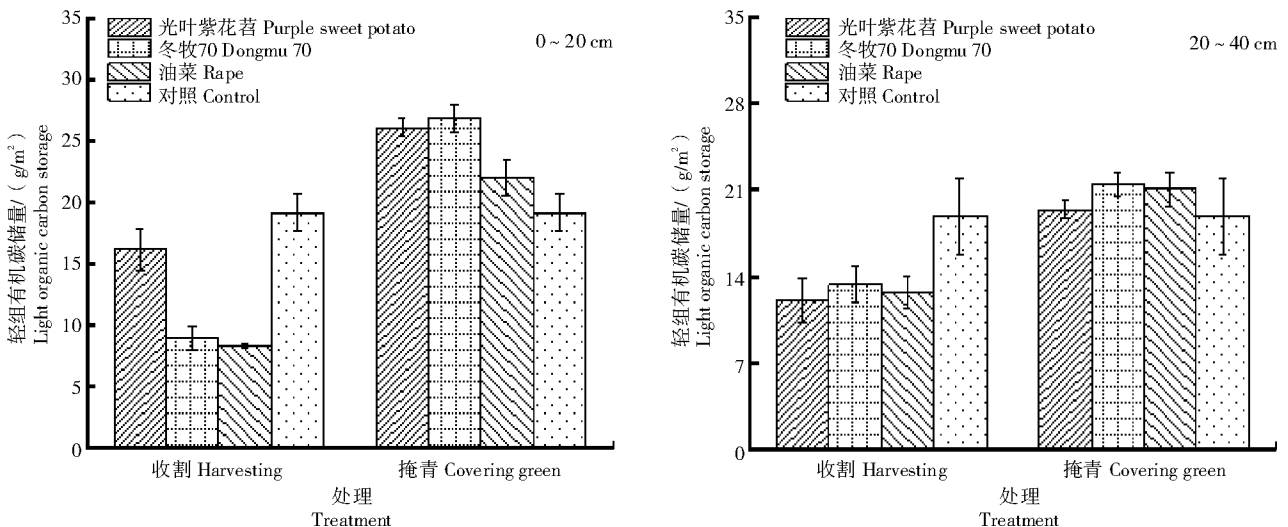 35
30
25
20
15
10
5
0
轻组有机碳储量/（g/m²）
Light organic carbon storage
光叶紫花苕 Purple sweet potato
冬牧70 Dongmu 70
油菜 Rape
对照 Control
0~20 cm
收割 Harvesting
掩青 Covering green
处理
Treatment
35
28
21
14
7
0
轻组有机碳储量/（g/m²）
Light organic carbon storage
光叶紫花苕 Purple sweet potato
冬牧70 Dongmu 70
油菜 Rape
对照 Control
20~40 cm
收割 Harvesting
掩青 Covering green
处理
Treatment